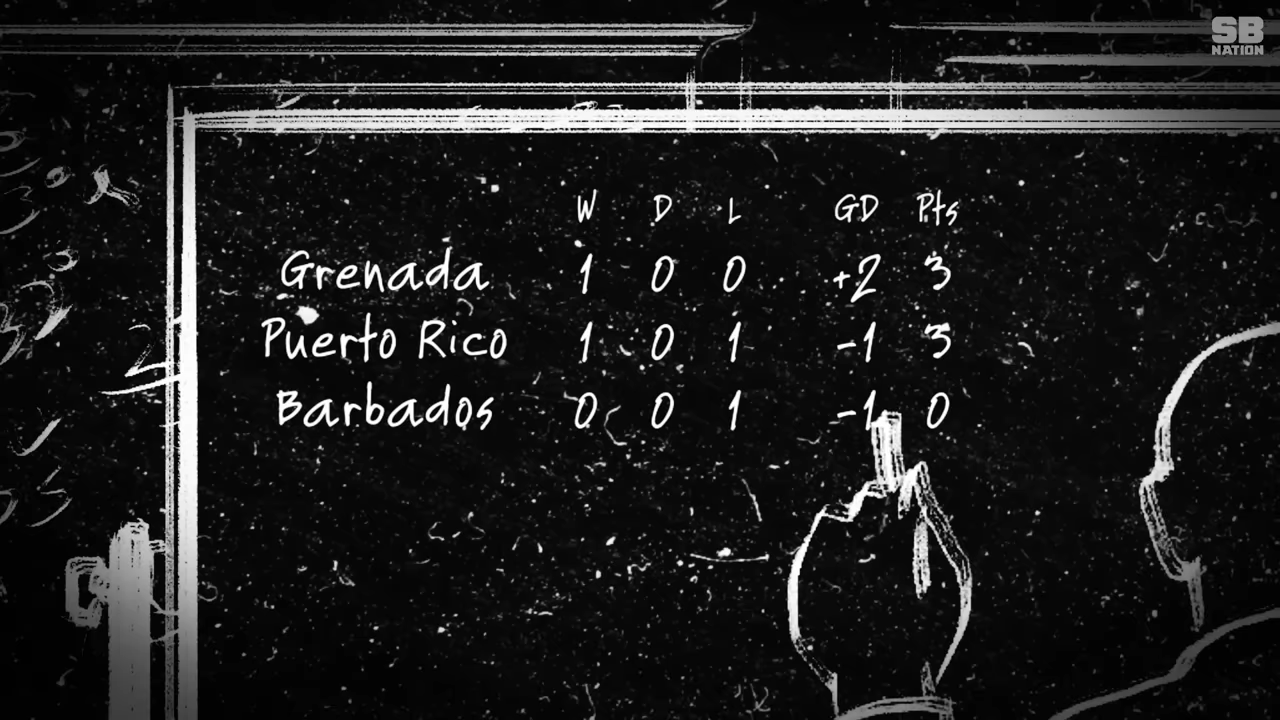 SB
NATION
W D L GD Pts
Grenada 1 0 0 +2 3
Puerto Rico 1 0 1 -1 3
Barbados 0 0 1 -1 0